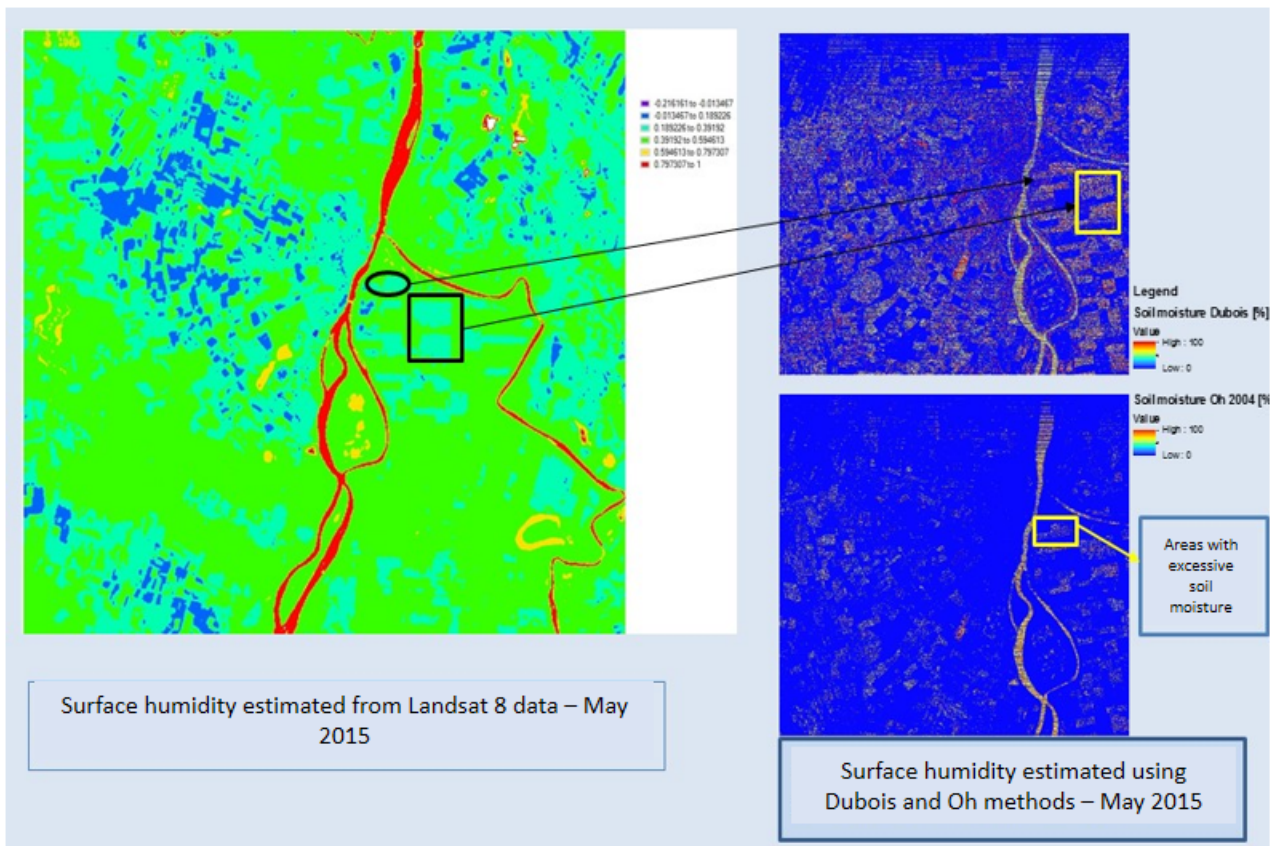 -0.216161 to -0.013467
-0.013467 to 0.189226
0.189226 to 0.39192
0.39192 to 0.594613
0.594613 to 0.797307
0.797307 to 1
Legend
Soil moisture Dubois [%]
Value
High : 100
Low : 0
Soil moisture Oh 2004 [%
Value
High : 100
Low : 0
Areas with
excessive
soil
moisture
Surface humidity estimated from Landsat 8 data – May
2015
Surface humidity estimated using
Dubois and Oh methods – May 2015